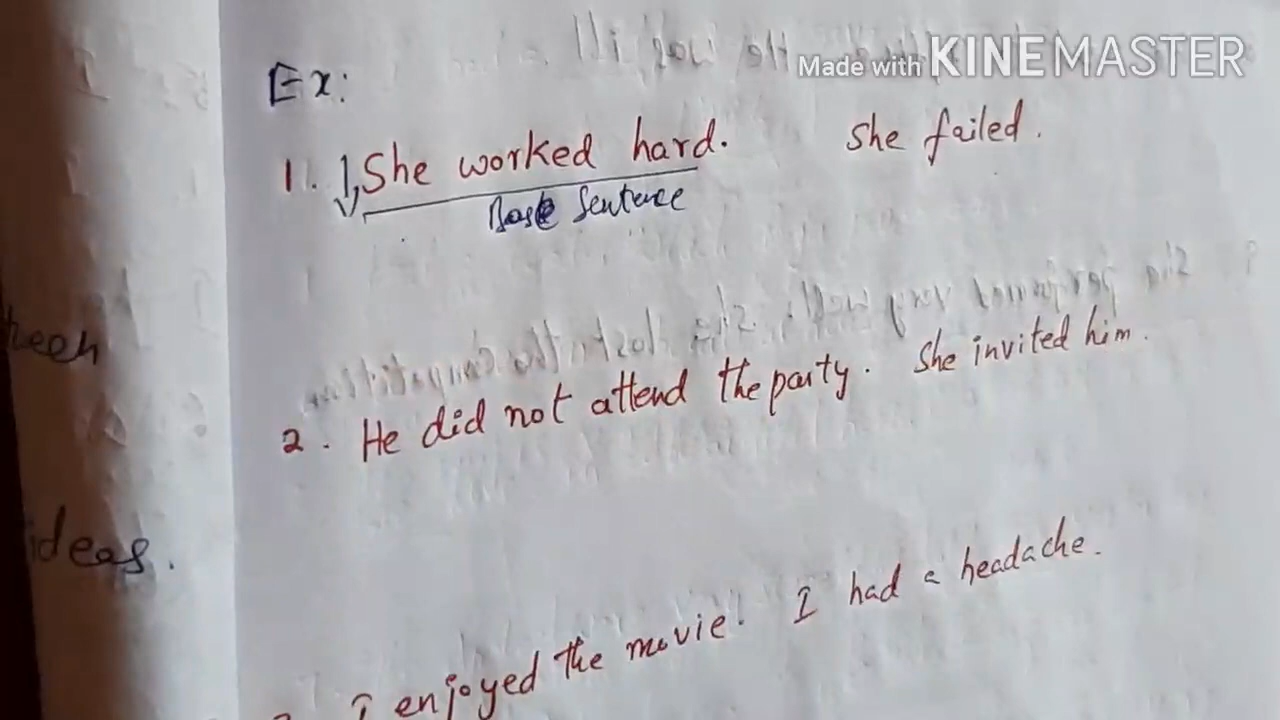 Made with KINEMASTER
Ex:
1. She worked hard. She failed.
Base Sentence
2. He did not attend the party. She invited him.
ideas.
I enjoyed the movie. I had a headache.